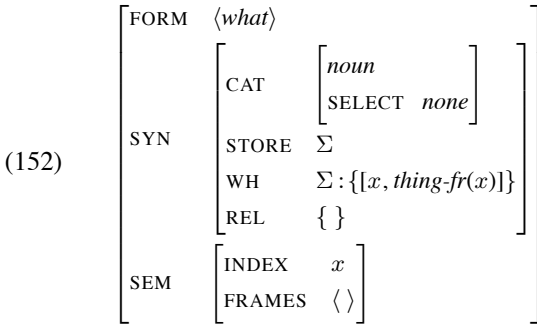 FORM ⟨what⟩
noun
CAT
SELECT none
(152) SYN STORE Σ
WH Σ : {[x, thing-fr(x)]}
REL { }
INDEX x
SEM
FRAMES ⟨ ⟩